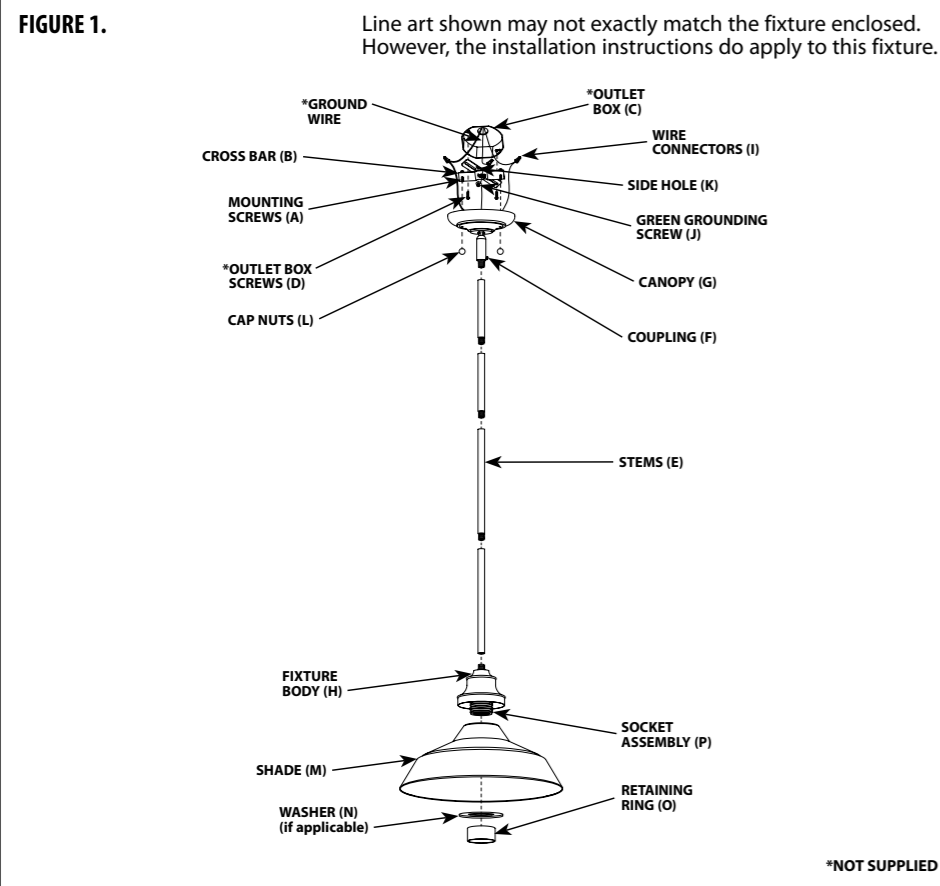 FIGURE 1.
Line art shown may not exactly match the fixture enclosed.
However, the installation instructions do apply to this fixture.
*GROUND
WIRE
*OUTLET
BOX (C)
CROSS BAR (B)
WIRE
CONNECTORS (I)
SIDE HOLE (K)
MOUNTING
SCREWS (A)
GREEN GROUNDING
SCREW (J)
*OUTLET BOX
SCREWS (D)
CANOPY (G)
CAP NUTS (L)
COUPLING (F)
STEMS (E)
FIXTURE
BODY (H)
SOCKET
ASSEMBLY (P)
SHADE (M)
RETAINING
RING (O)
WASHER (N)
(if applicable)
*NOT SUPPLIED